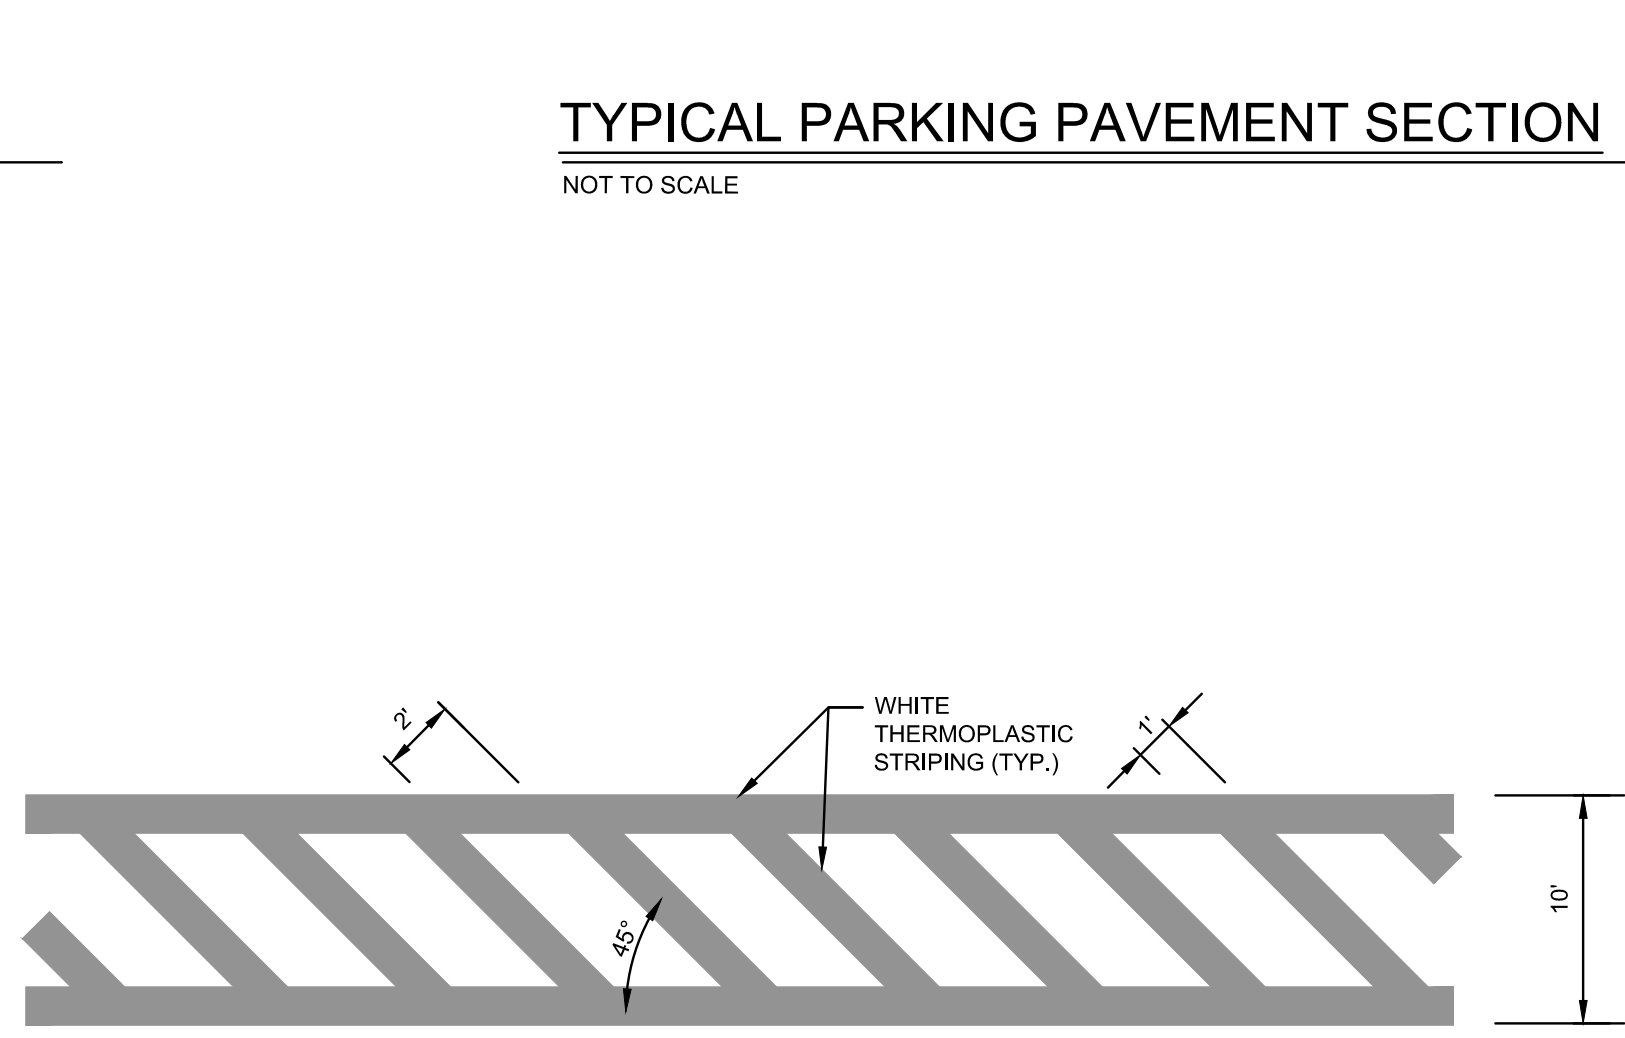 TYPICAL PARKING PAVEMENT SECTION
NOT TO SCALE
2'
WHITE
THERMOPLASTIC
STRIPING (TYP.)
1'
45°
10'